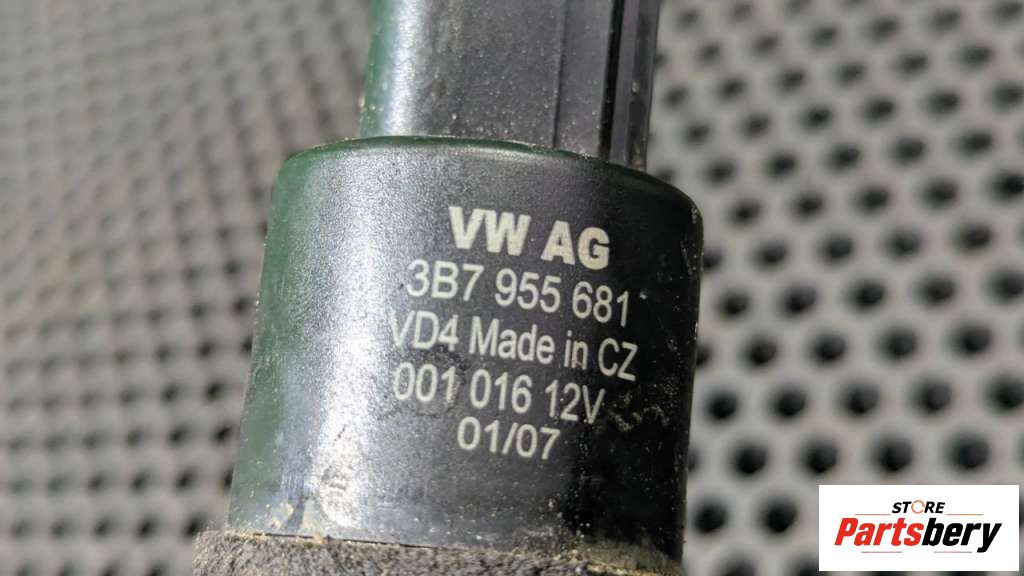 VW AG
3B7 955 681
VD4 Made in CZ
001 016 12V
01/07
STORE
Partsbery